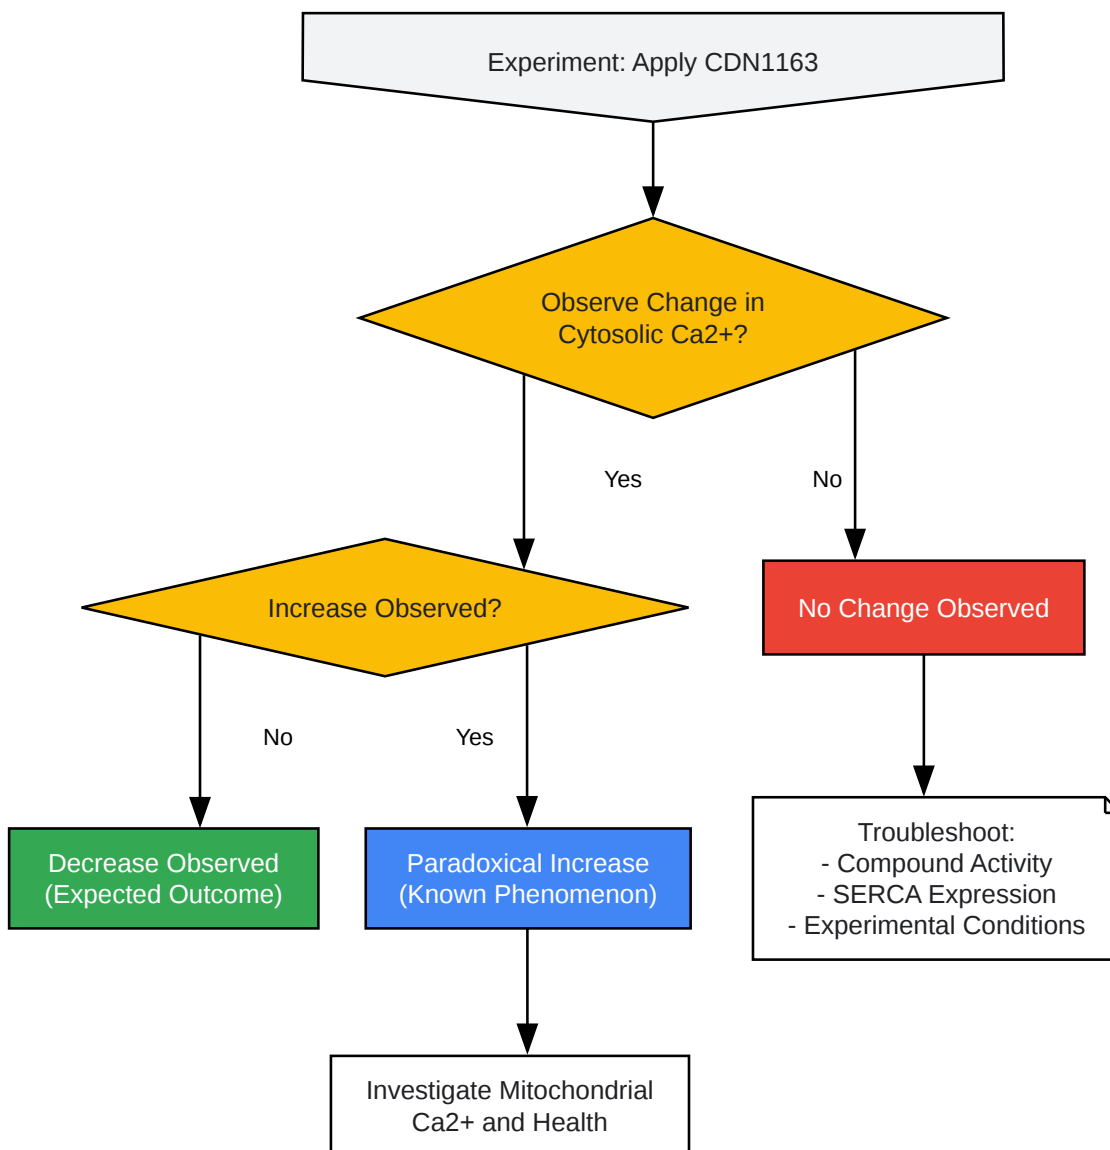 Experiment: Apply CDN1163
Observe Change in
Cytosolic Ca2+?
Yes
No
Increase Observed?
No Change Observed
No
Yes
Decrease Observed
(Expected Outcome)
Paradoxical Increase
(Known Phenomenon)
Troubleshoot:
- Compound Activity
- SERCA Expression
- Experimental Conditions
Investigate Mitochondrial
Ca2+ and Health